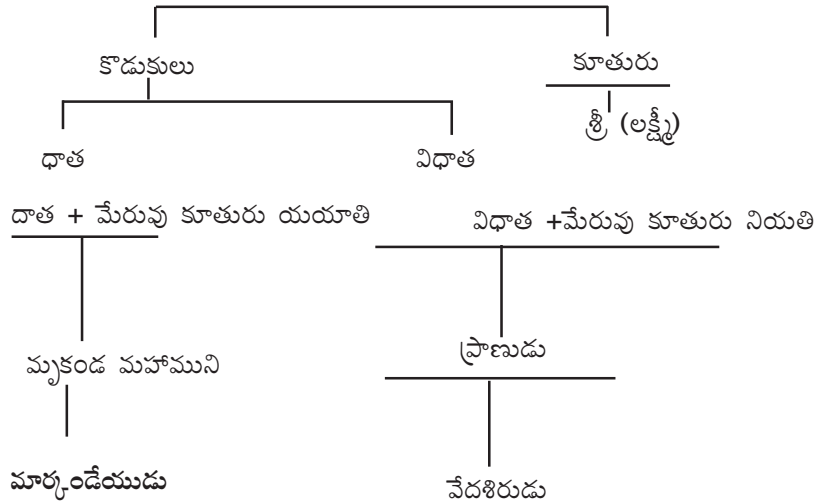 కొడుకులు
కూతురు
శ్రీ (లక్ష్మీ)
ధాత
విధాత
దాత + మేరువు కూతురు యయాతి
విధాత +మేరువు కూతురు నియతి
మృకండ మహాముని
ప్రాణుడు
మార్కండేయుడు
వేదశిరుడు